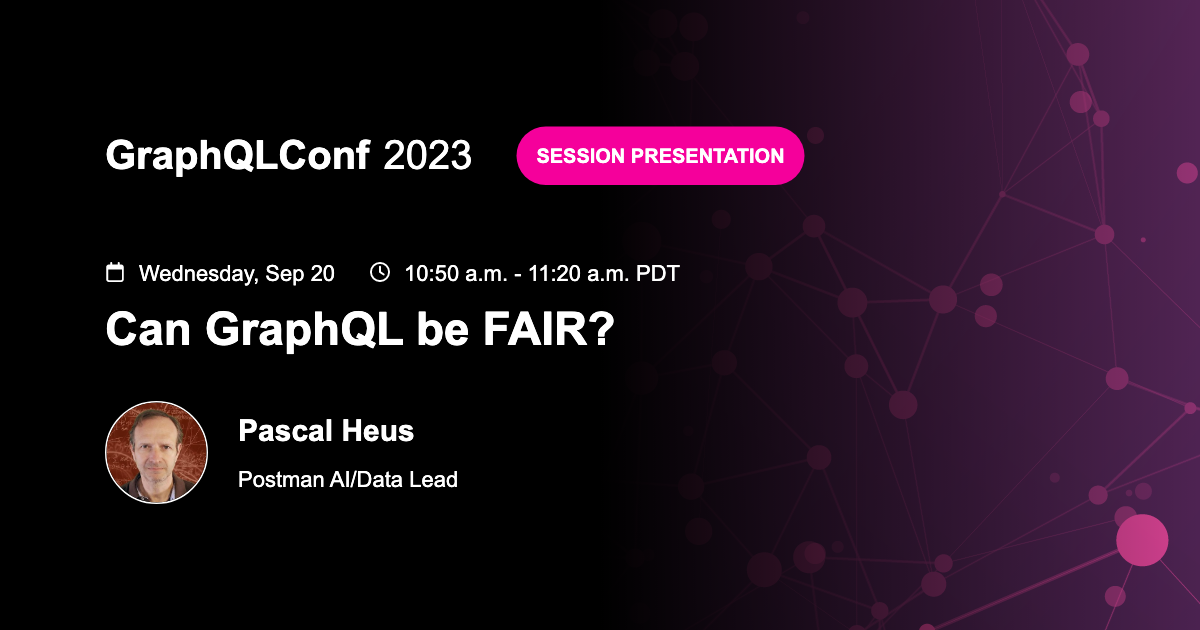 GraphQLConf 2023
SESSION PRESENTATION
Wednesday, Sep 20 10:50 a.m. - 11:20 a.m. PDT
Can GraphQL be FAIR?
Pascal Heus
Postman AI/Data Lead